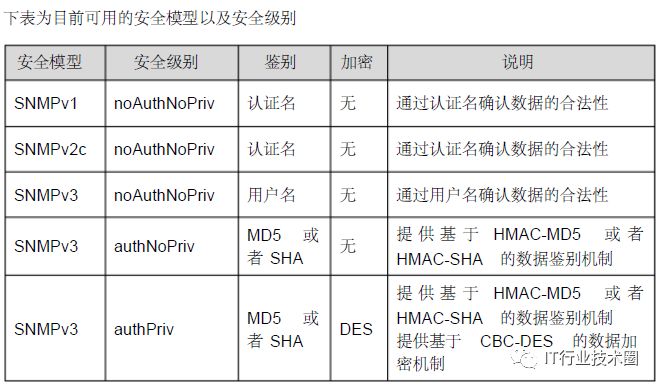 下表为目前可用的安全模型以及安全级别
安全模型 安全级别 鉴别 加密 说明
SNMPv1 noAuthNoPriv 认证名 无 通过认证名确认数据的合法性
SNMPv2c noAuthNoPriv 认证名 无 通过认证名确认数据的合法性
SNMPv3 noAuthNoPriv 用户名 无 通过用户名确认数据的合法性
SNMPv3 authNoPriv MD5 或者 SHA 无 提供基于 HMAC-MD5 或者
HMAC-SHA 的数据鉴别机制
SNMPv3 authPriv MD5 或者 SHA DES 提供基于 HMAC-MD5 或者
HMAC-SHA 的数据鉴别机制
提供基于 CBC-DES 的数据加
密机制
IT行业技术圈